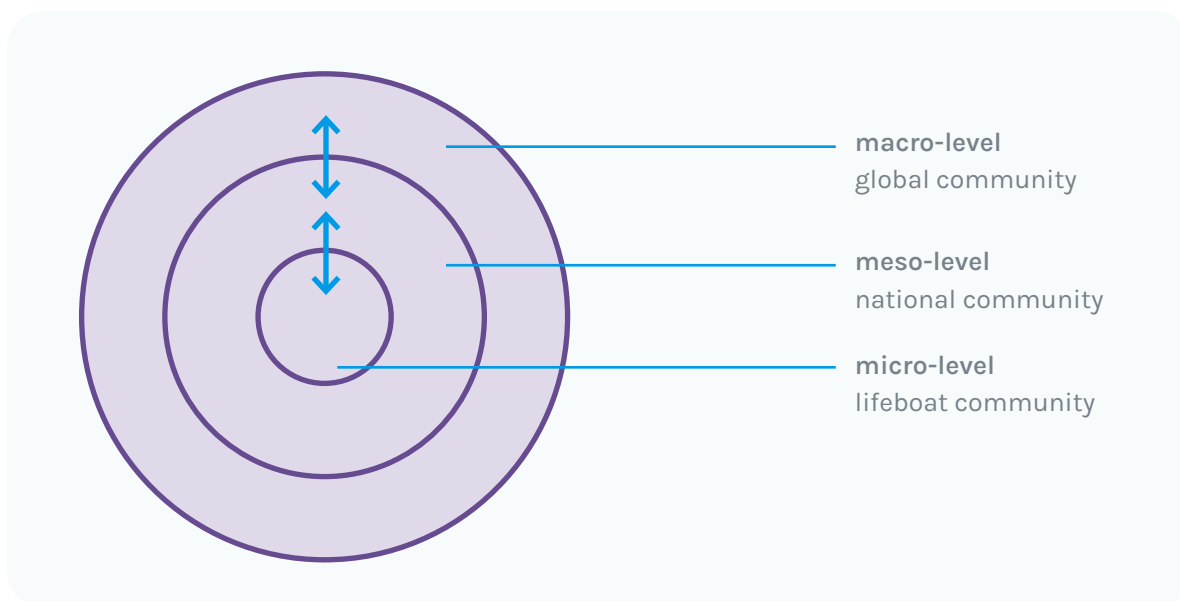 macro-level
global community
meso-level
national community
micro-level
lifeboat community